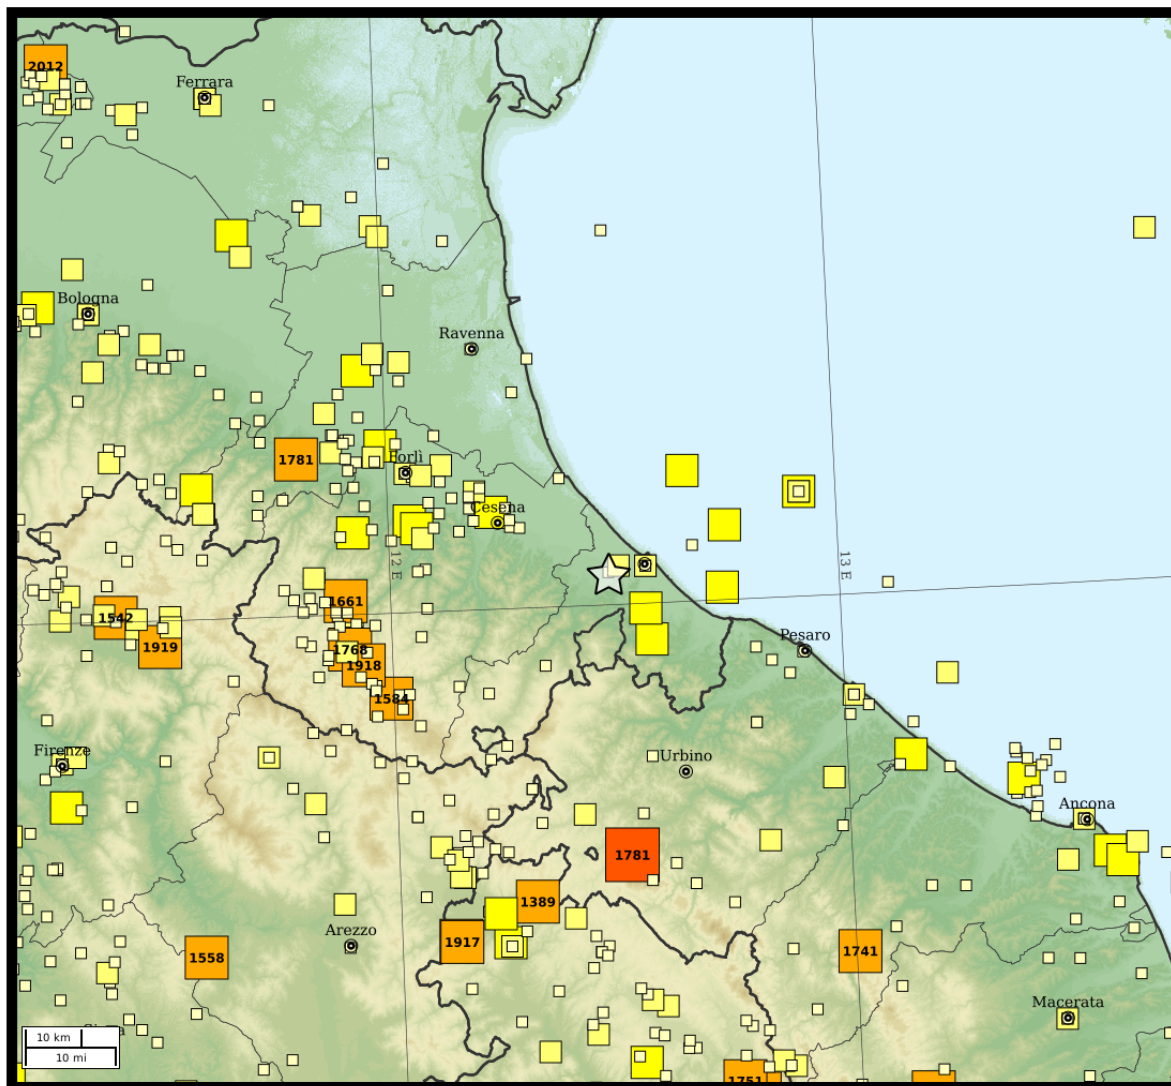 2012
Ferrara
Bologna
Ravenna
1781
Forlì
Cesena
12 E
13 E
1661
1542
1919
1768
1918
1584
Pesaro
Firenze
Urbino
Ancona
1781
1389
1917
1741
Arezzo
1558
Macerata
Siena
10 km
10 mi
1751